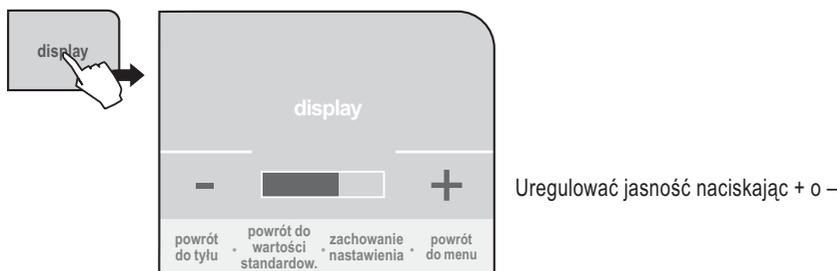 display
display
- +
Uregulować jasność naciskając + o –
powrót
do tyłu
•
powrót do
wartości
standardow.
•
zachowanie
nastawienia
•
powrót
do menu